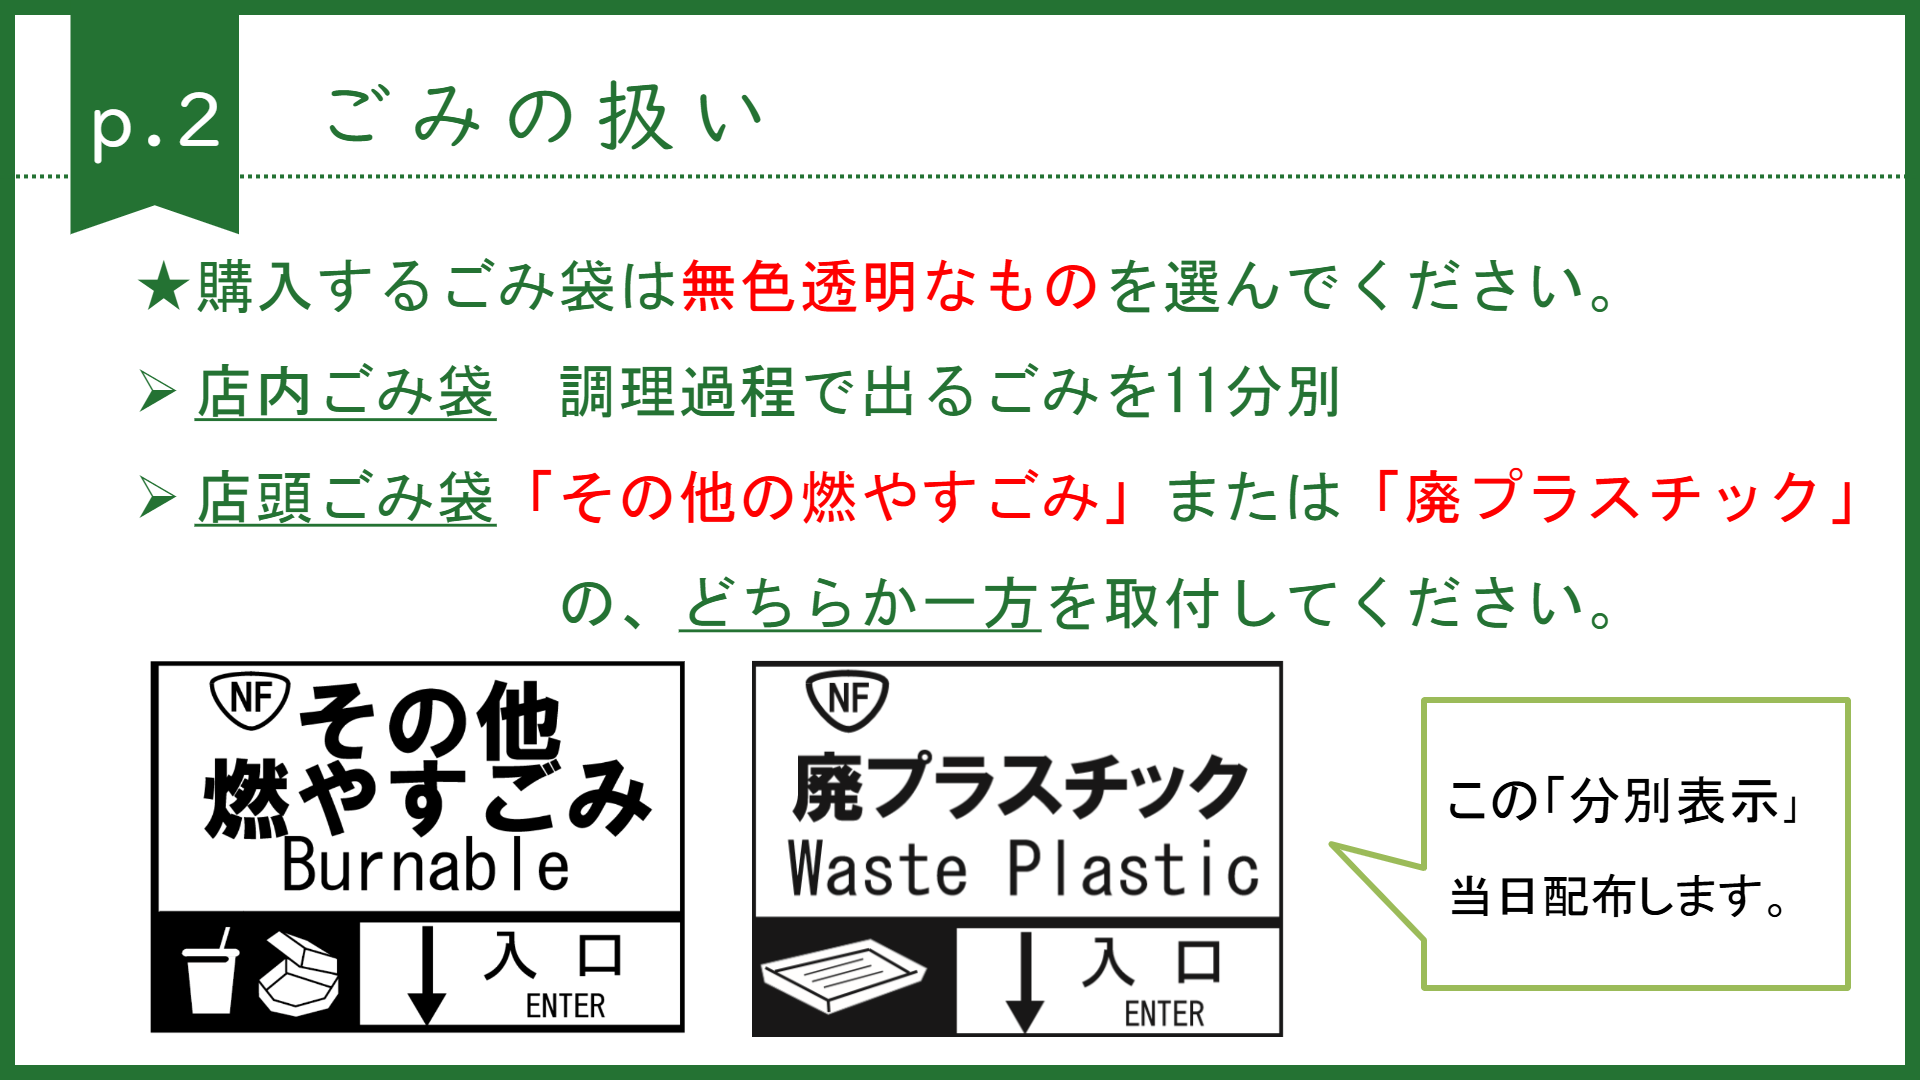 p.2
ごみの扱い
★購入するごみ袋は無色透明なものを選んでください。
➢ 店内ごみ袋　調理過程で出るごみを11分別
➢ 店頭ごみ袋「その他の燃やすごみ」または「廃プラスチック」
の、どちらか一方を取付してください。
NF
その他
燃やすごみ
Burnable
入口
ENTER
NF
廃プラスチック
Waste Plastic
入口
ENTER
この「分別表示」
当日配布します。